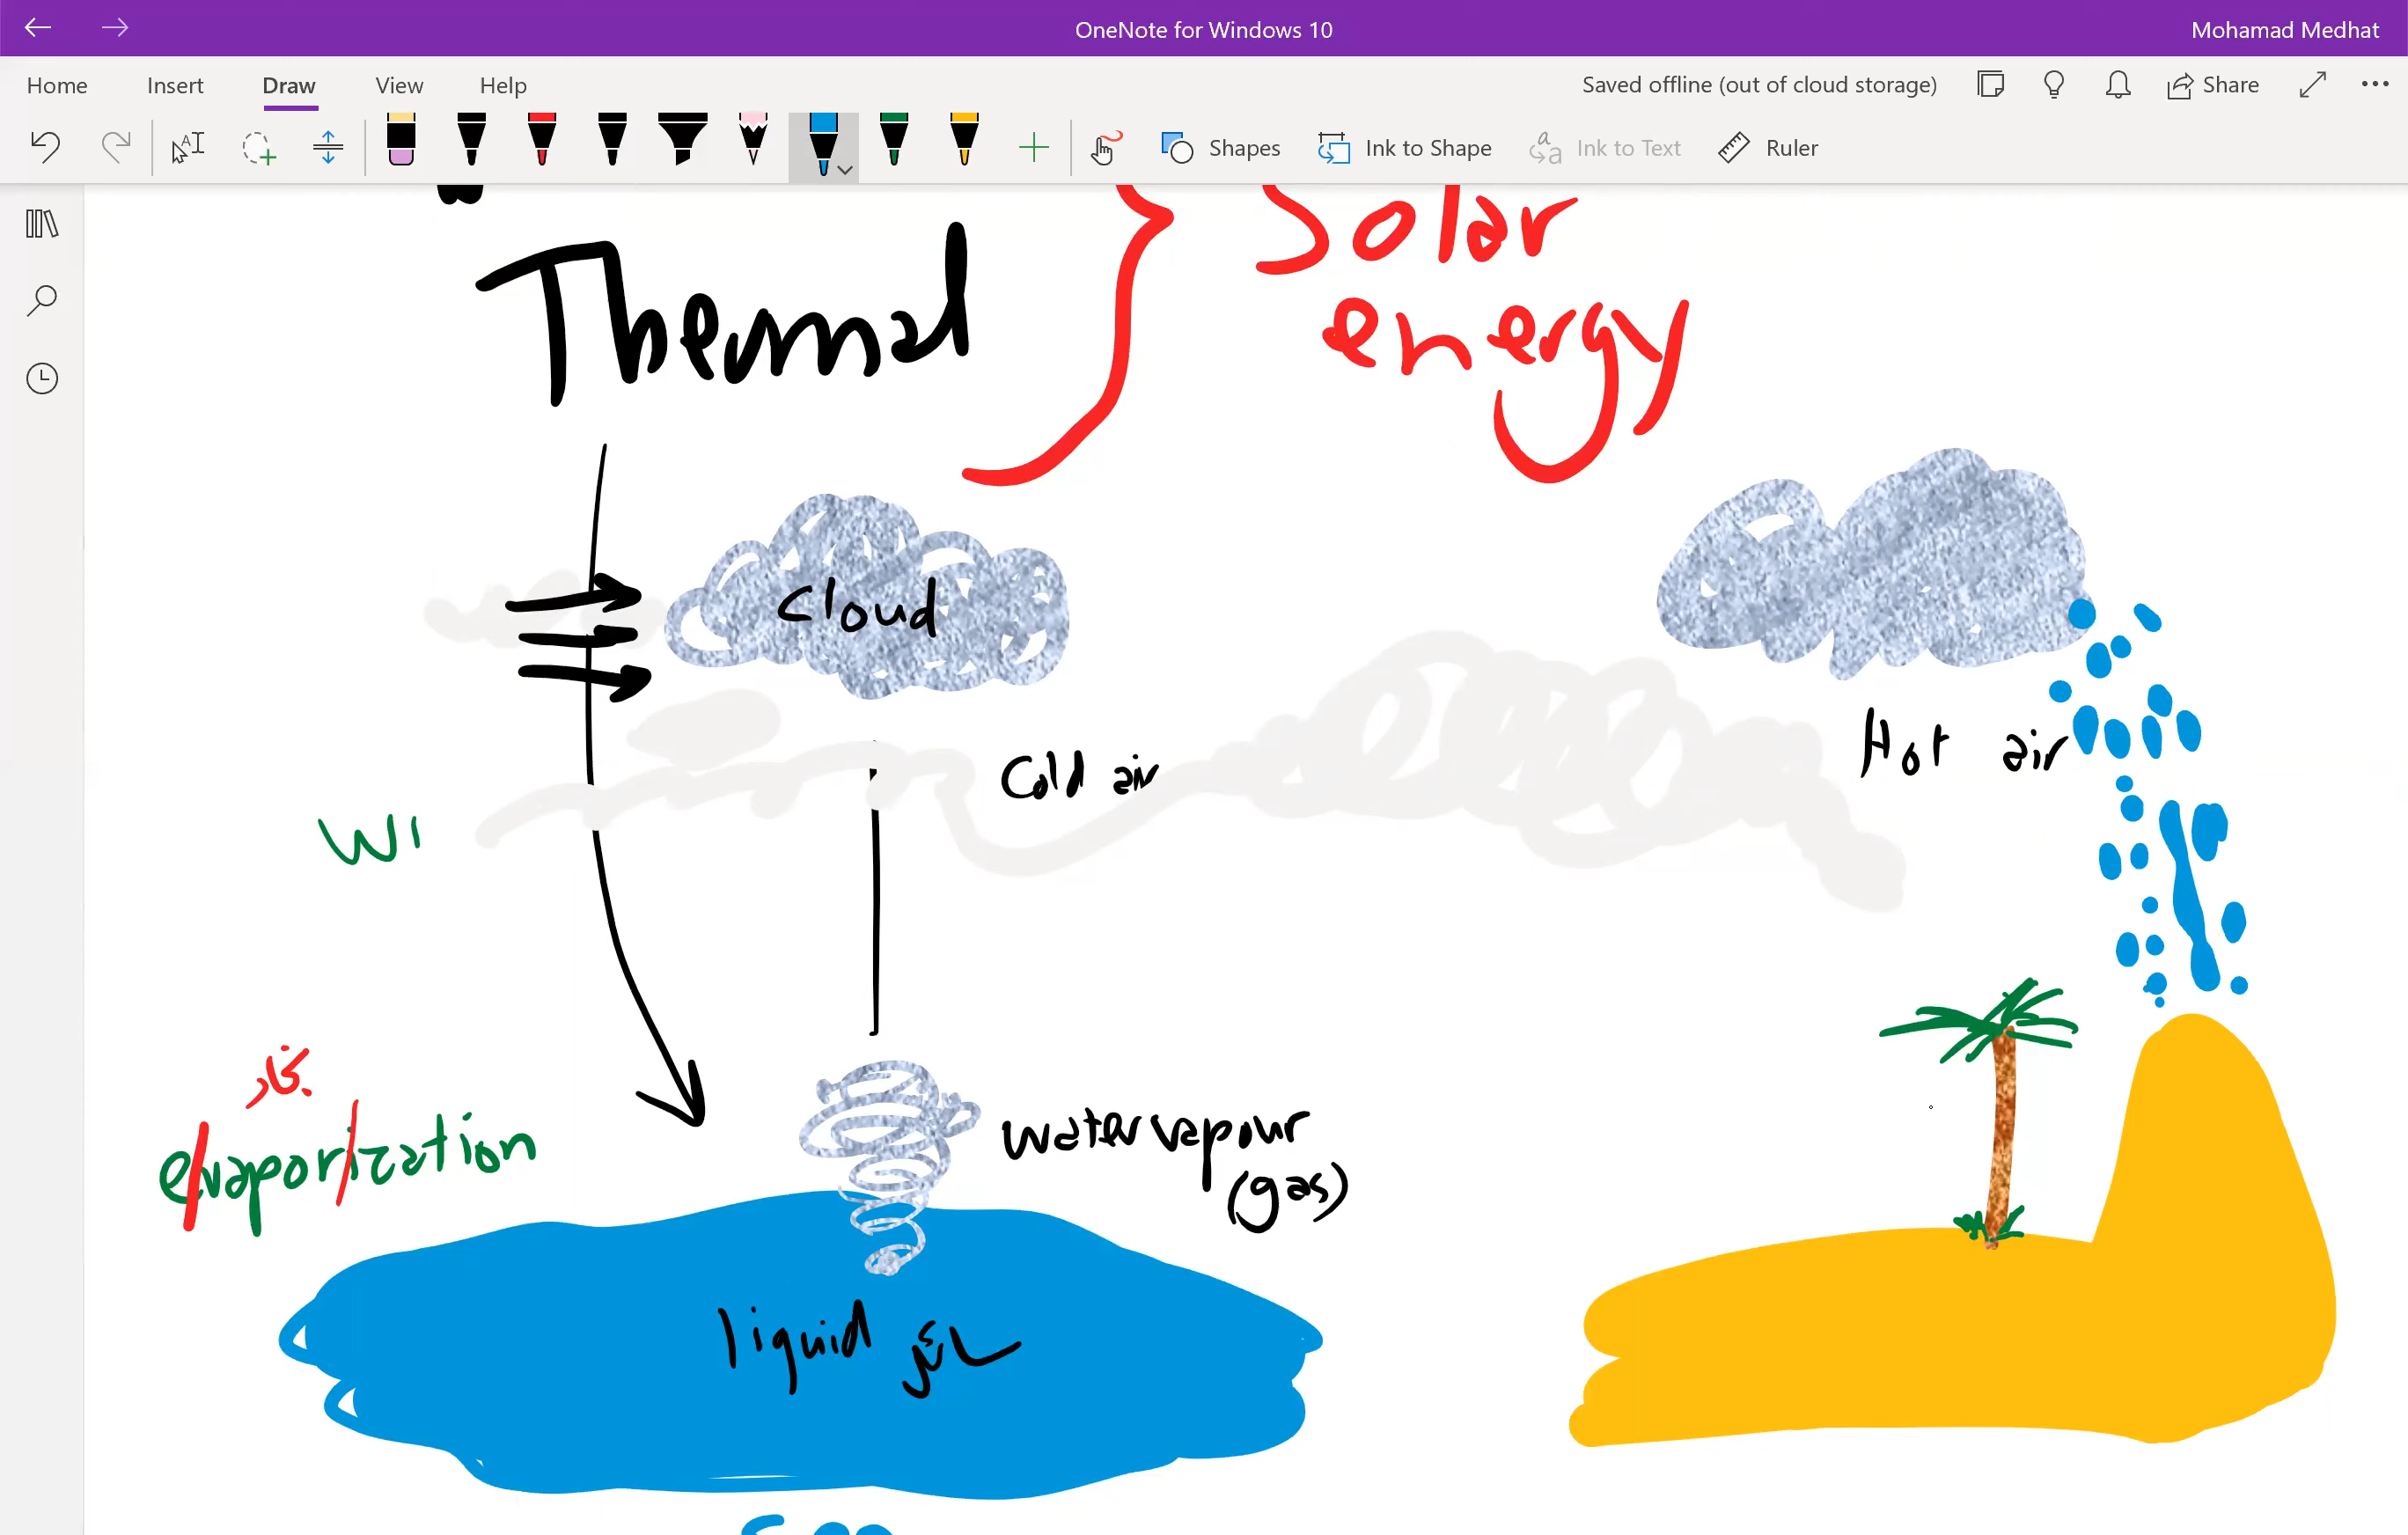 OneNote for Windows 10
Mohamad Medhat
Home Insert Draw View Help
Saved offline (out of cloud storage)
Share
Shapes
Ink to Shape
Ink to Text
Ruler
Solar
energy
Thermal
Cloud
Cold air
Hot air
WI
evaporization
water vapour
(gas)
liquid